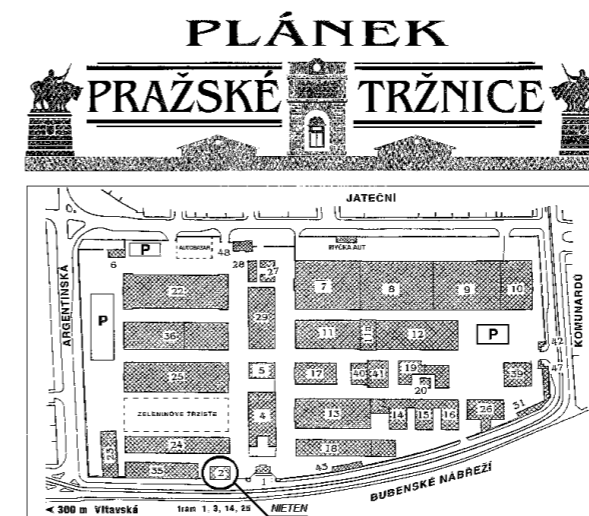 PLÁNEK
PRAŽSKÉ TRŽNICE
JATEČNÍ
P
AUTOBAZAR
48
MYČKA AUT
6
28
27
ARGENTINSKÁ
KOMUNARDŮ
22
7
8
9
10
P
29
36
11
12
P
42
25
5
17
40
41
19
39
47
20
ZELENINOVÉ TRŽIŠTĚ
4
13
14
15
16
26
31
24
18
23
35
2
1
43
BUBENSKÉ NÁBŘEŽÍ
◄ 300 m Vltavská
tram 1, 3, 14, 25
NIETEN